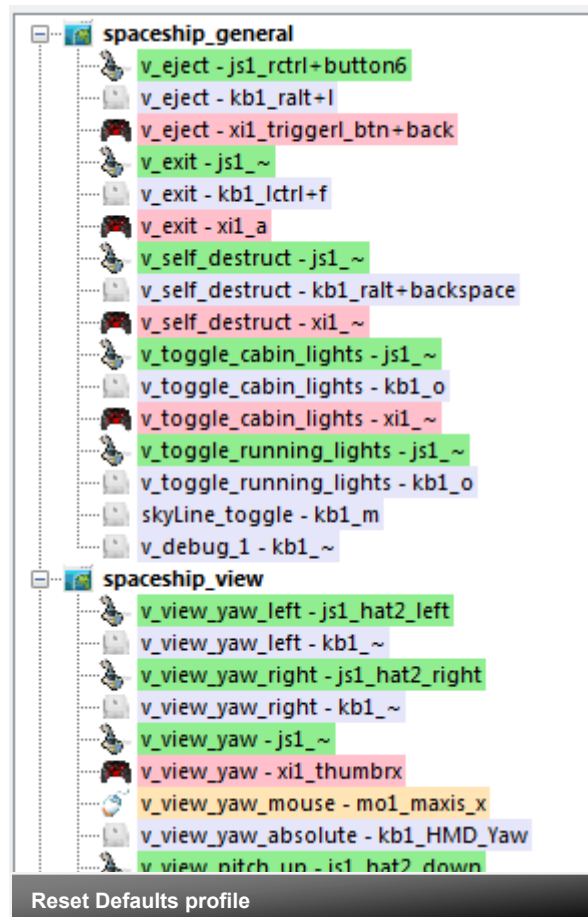 spaceship_general
v_eject - js1_rctrl+button6
v_eject - kb1_ralt+l
v_eject - xi1_triggerl_btn+back
v_exit - js1_~
v_exit - kb1_lctrl+f
v_exit - xi1_a
v_self_destruct - js1_~
v_self_destruct - kb1_ralt+backspace
v_self_destruct - xi1_~
v_toggle_cabin_lights - js1_~
v_toggle_cabin_lights - kb1_o
v_toggle_cabin_lights - xi1_~
v_toggle_running_lights - js1_~
v_toggle_running_lights - kb1_o
skyLine_toggle - kb1_m
v_debug_1 - kb1_~
spaceship_view
v_view_yaw_left - js1_hat2_left
v_view_yaw_left - kb1_~
v_view_yaw_right - js1_hat2_right
v_view_yaw_right - kb1_~
v_view_yaw - js1_~
v_view_yaw - xi1_thumbrx
v_view_yaw_mouse - mo1_maxis_x
v_view_yaw_absolute - kb1_HMD_Yaw
v_view_pitch_up - js1_hat2_down
Reset Defaults profile